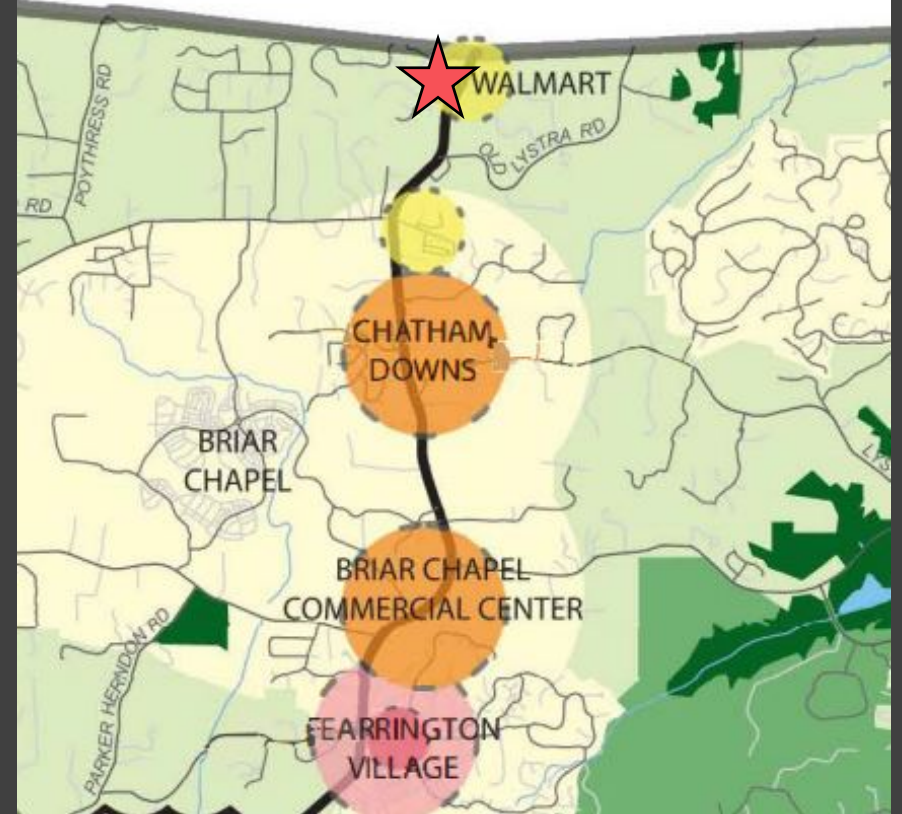 WALMART
POYTHRESS RD
OLD LYSTRA RD
RD
CHATHAM
DOWNS
BRIAR
CHAPEL
BRIAR CHAPEL
COMMERCIAL CENTER
PARKER HERNDON RD
FEARRINGTON
VILLAGE
LYS